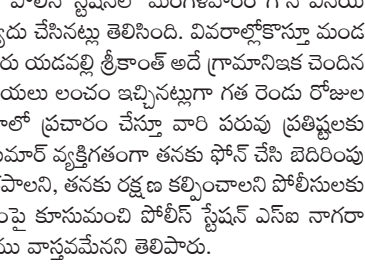 పోలీస్ స్టేషన్‌లో మంగళవారం గోని వినయ్
దు చేసినట్లు తెలిసింది. వివరాల్లోకొస్తూ మండ
రు యడవల్లి శ్రీకాంత్ అదే గ్రామానిఇక చెందిన
యలు లంచం ఇచ్చినట్లుగా గత రెండు రోజుల
లో ప్రచారం చేస్తూ వారి పరువు ప్రతిష్టలకు
మార్ వ్యక్తిగతంగా తనకు ఫోన్ చేసి బెదిరింపు
పాలని, తనకు రక్షణ కల్పించాలని పోలీసులకు
ంపై కూసుమంచి పోలీస్ స్టేషన్ ఎస్ఐ నాగరా
ము వాస్తవమేనని తెలిపారు.